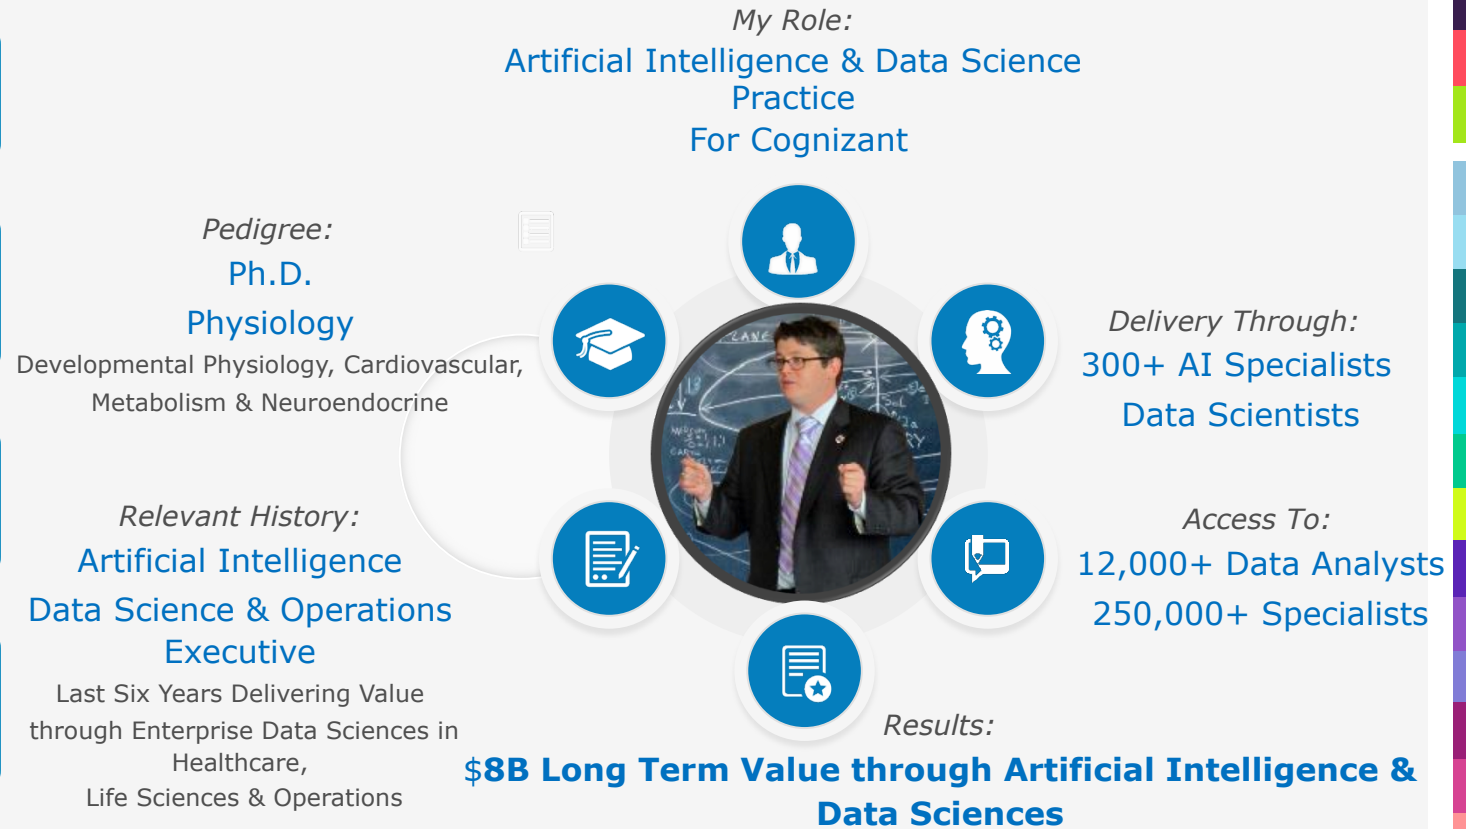 My Role:
Artificial Intelligence & Data Science
Practice
For Cognizant
Pedigree:
Ph.D.
Physiology
Developmental Physiology, Cardiovascular,
Metabolism & Neuroendocrine
Delivery Through:
300+ AI Specialists
Data Scientists
Relevant History:
Artificial Intelligence
Data Science & Operations
Executive
Last Six Years Delivering Value
through Enterprise Data Sciences in
Healthcare,
Life Sciences & Operations
Access To:
12,000+ Data Analysts
250,000+ Specialists
Results:
$8B Long Term Value through Artificial Intelligence &
Data Sciences